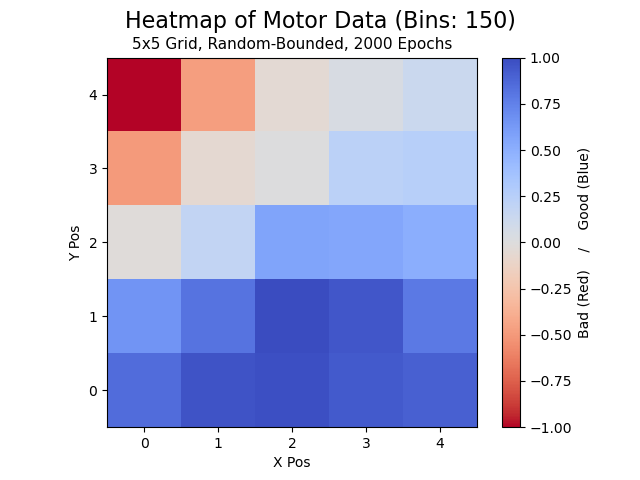 Heatmap of Motor Data (Bins: 150)
5x5 Grid, Random-Bounded, 2000 Epochs
4
3
2
1
0
Y Pos
0 1 2 3 4
X Pos
1.00
0.75
0.50
0.25
0.00
−0.25
−0.50
−0.75
−1.00
Bad (Red) / Good (Blue)